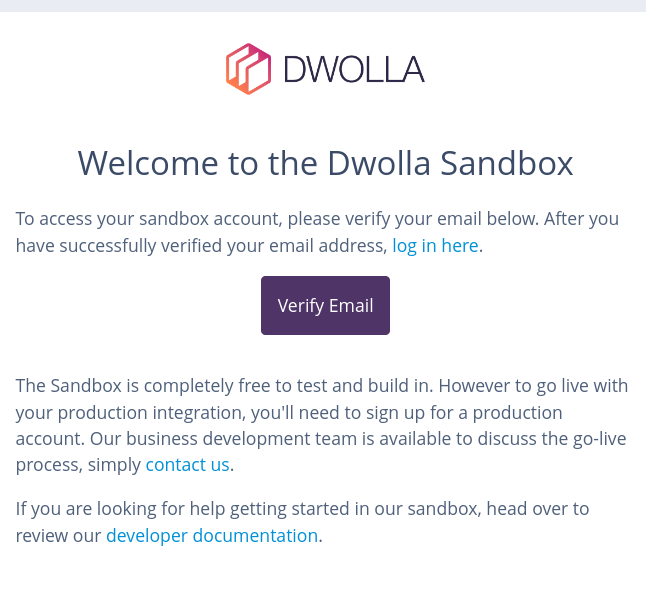 DWOLLA
Welcome to the Dwolla Sandbox
To access your sandbox account, please verify your email below. After you
have successfully verified your email address, log in here.
Verify Email
The Sandbox is completely free to test and build in. However to go live with
your production integration, you'll need to sign up for a production
account. Our business development team is available to discuss the go-live
process, simply contact us.
If you are looking for help getting started in our sandbox, head over to
review our developer documentation.